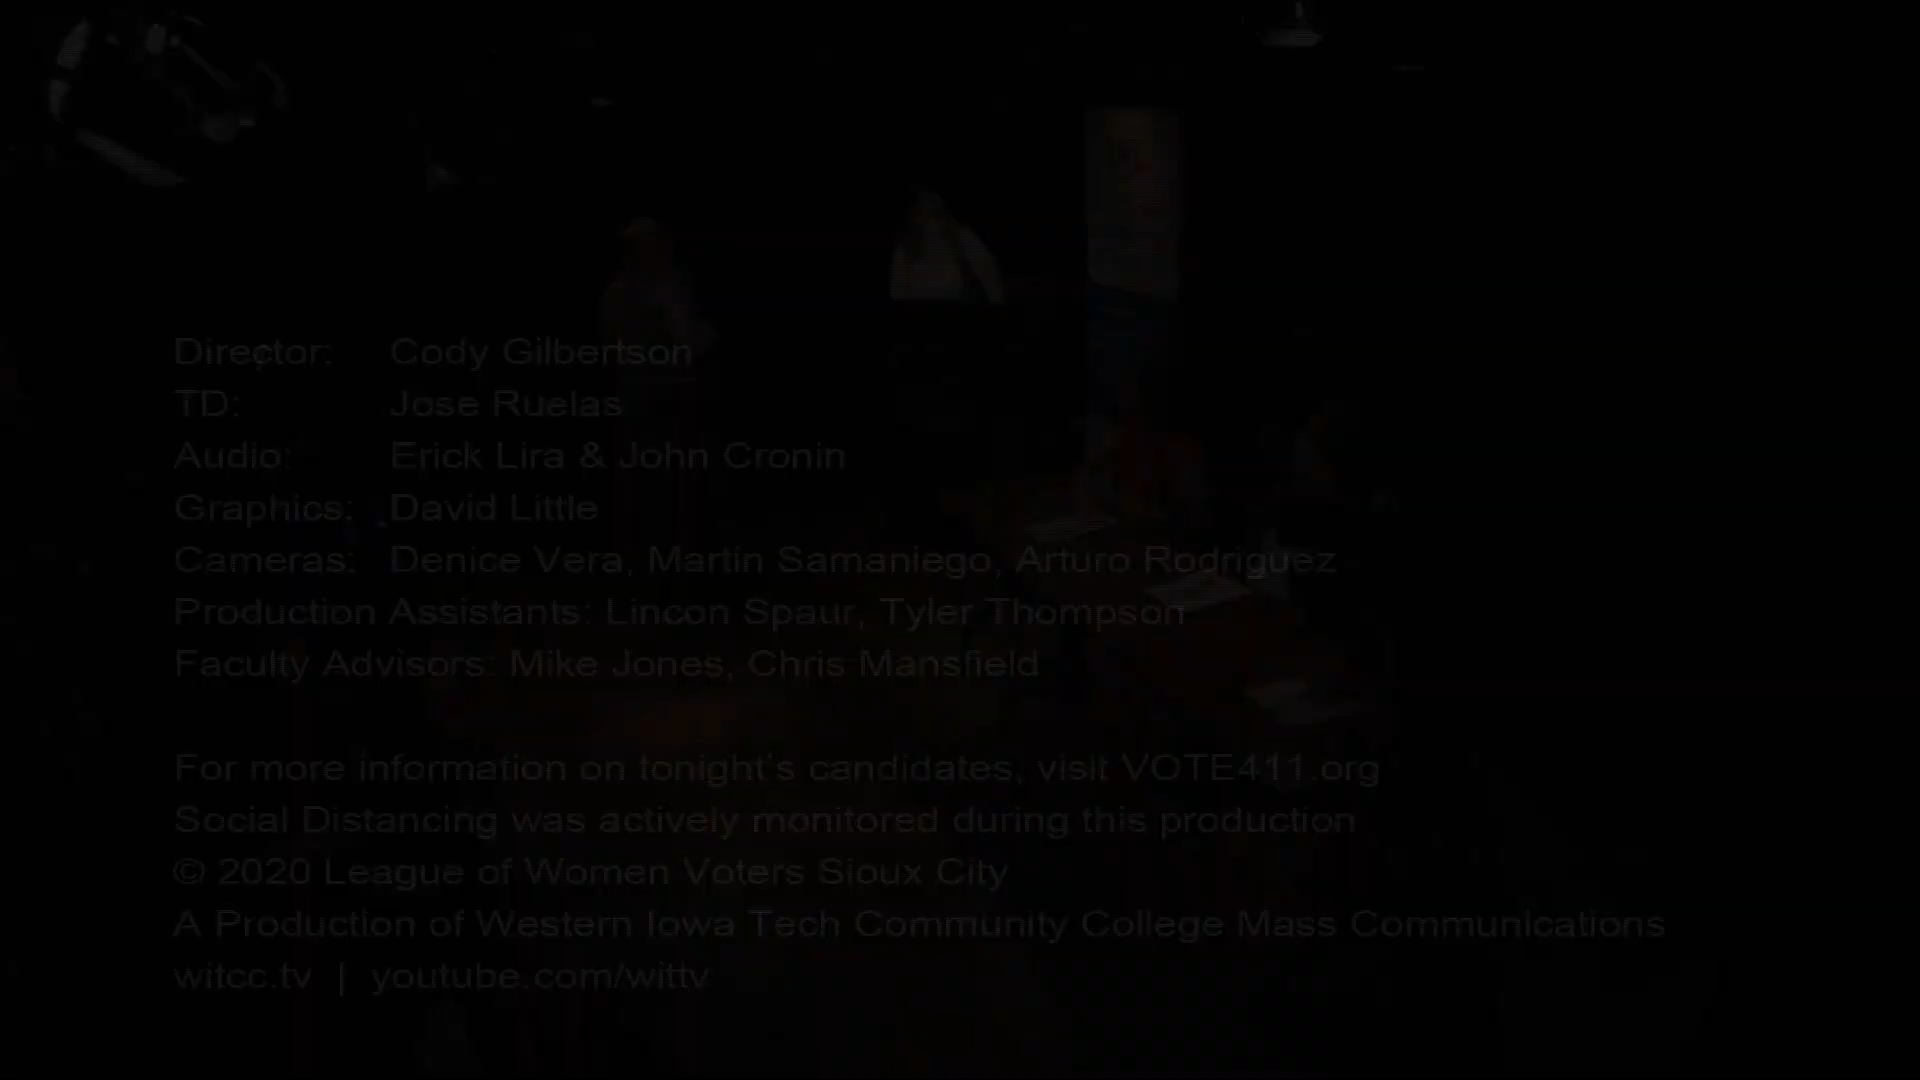 Director: Cody Gilbertson
TD: Jose Ruelas
Audio: Erick Lira & John Cronin
Graphics: David Little
Cameras: Denice Vera, Martin Samaniego, Arturo Rodriguez
Production Assistants: Lincon Spaur, Tyler Thompson
Faculty Advisors: Mike Jones, Chris Mansfield
For more information on tonight's candidates, visit VOTE411.org
Social Distancing was actively monitored during this production
© 2020 League of Women Voters Sioux City
A Production of Western Iowa Tech Community College Mass Communications
witcc.tv | youtube.com/wittv